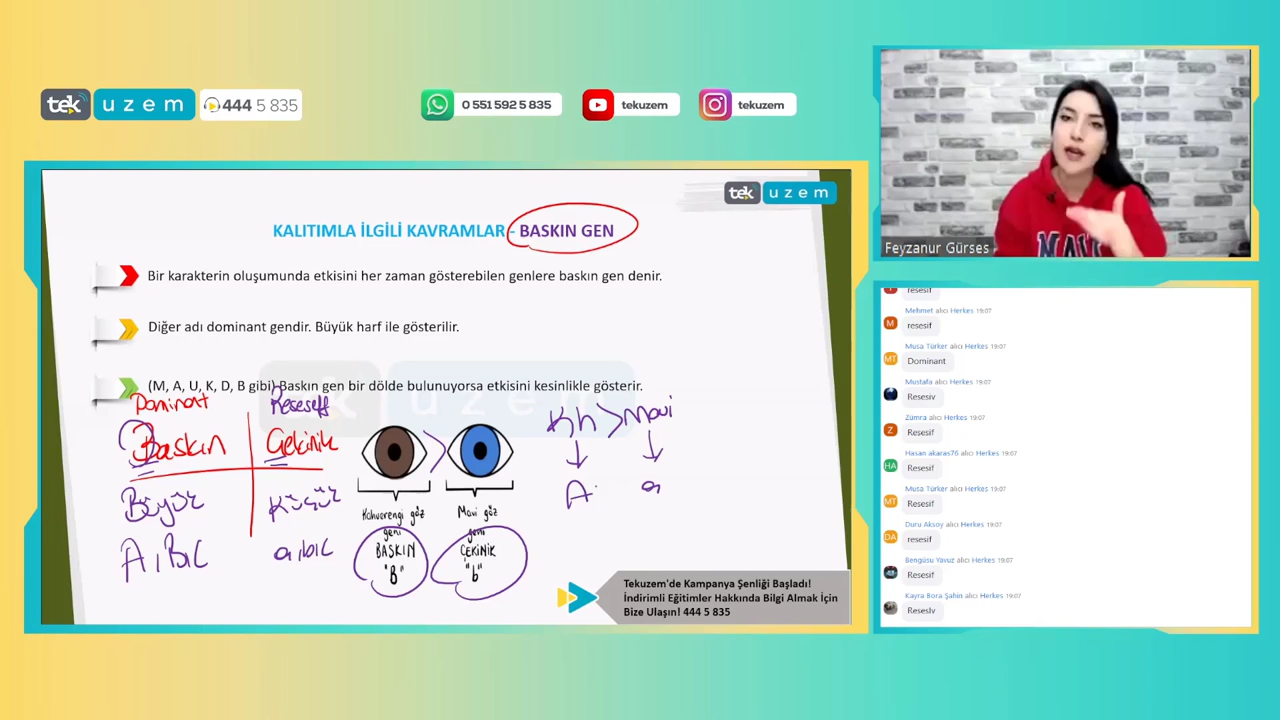 tek uzem 444 5 835
0 551 592 5 835
tekuzem
tekuzem
tek uzem
KALITIMLA İLGİLİ KAVRAMLAR - BASKIN GEN
Bir karakterin oluşumunda etkisini her zaman gösterebilen genlere baskın gen denir.
Diğer adı dominant gendir. Büyük harf ile gösterilir.
(M, A, U, K, D, B gibi) Baskın gen bir dölde bulunuyorsa etkisini kesinlikle gösterir.
Dominant
Baskın Çekinik
Büyük Küçük
A, B, C a, b, c
Kahverengi göz geni
BASKIN
"B"
Mavi göz geni
ÇEKİNİK
"b"
> 
Kh > Mavi
A a
Tekuzem'de Kampanya Şenliği Başladı!
İndirimli Eğitimler Hakkında Bilgi Almak İçin
Bize Ulaşın! 444 5 835
Feyzanur Gürses
resesif
Mehmet alıcı Herkes 19:07
M resesif
Musa Türker alıcı Herkes 19:07
MT Dominant
Mustafa alıcı Herkes 19:07
Resesiv
Zümra alıcı Herkes 19:07
Z Resesif
Hasan akaras76 alıcı Herkes 19:07
HA Resesif
Musa Türker alıcı Herkes 19:07
MT Resesif
Duru Aksoy alıcı Herkes 19:07
DA resesif
Bengüsu Yavuz alıcı Herkes 19:07
Resesif
Kayra Bora Şahin alıcı Herkes 19:07
Resesİv